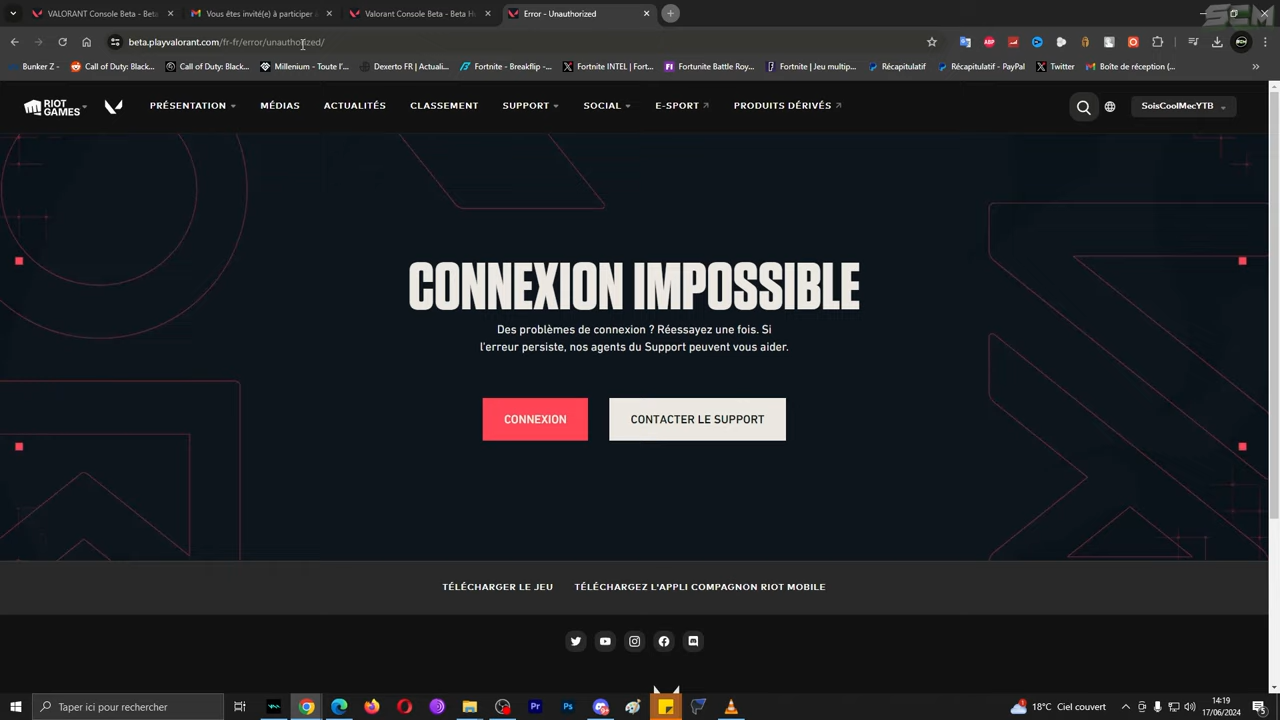 VALORANT Console Beta - Beta
Vous êtes invité(e) à participer à
Valorant Console Beta - Beta H
Error - Unauthorized
SCM
beta.playvalorant.com/fr-fr/error/unauthorized/
Bunker Z -
Call of Duty: Black...
Call of Duty: Black...
Millenium - Toute l'...
Dexerto FR | Actuali...
Fortnite - Breakflip -...
Fortnite INTEL | Fort...
Fortunite Battle Roy...
Fortnite | Jeu multip...
Récapitulatif
Récapitulatif - PayPal
Twitter
Boîte de réception (...
RIOT GAMES
PRÉSENTATION
MÉDIAS
ACTUALITÉS
CLASSEMENT
SUPPORT
SOCIAL
E-SPORT
PRODUITS DÉRIVÉS
SoisCoolMecYTB
CONNEXION IMPOSSIBLE
Des problèmes de connexion ? Réessayez une fois. Si
l'erreur persiste, nos agents du Support peuvent vous aider.
CONNEXION
CONTACTER LE SUPPORT
TÉLÉCHARGER LE JEU
TÉLÉCHARGEZ L'APPLI COMPAGNON RIOT MOBILE
Taper ici pour rechercher
18°C Ciel couvert
14:19
17/06/2024